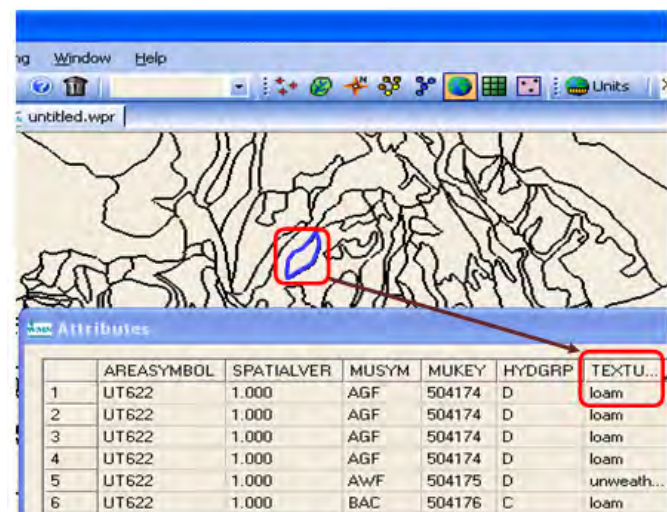 ng Window Help
Units
untitled.wpr
WMS Attributes
AREASYMBOL SPATIALVER MUSYM MUKEY HYDGRP TEXTU...
1 UT622 1.000 AGF 504174 D loam
2 UT622 1.000 AGF 504174 D loam
3 UT622 1.000 AGF 504174 D loam
4 UT622 1.000 AGF 504174 D loam
5 UT622 1.000 AWF 504175 D unweath...
6 UT622 1.000 BAC 504176 C loam